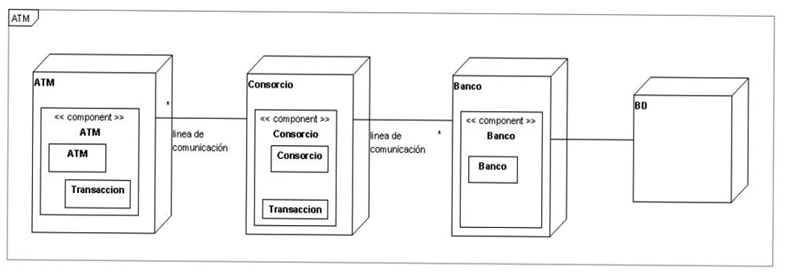 ATM
ATM
<< component >>
ATM
ATM
Transaccion
*
linea de
comunicación
Consorcio
<< component >>
Consorcio
Consorcio
Transaccion
linea de
comunicación
*
Banco
<< component >>
Banco
Banco
BD